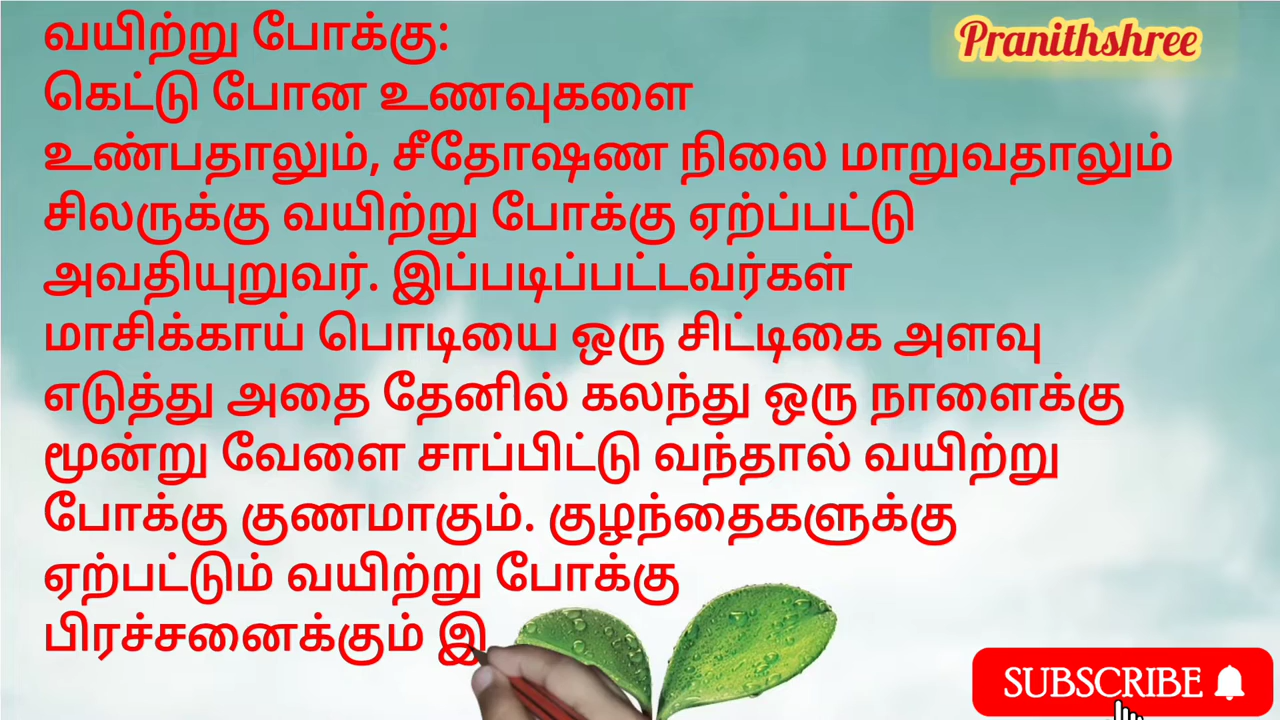 வயிற்று போக்கு:
Pranithshree
கெட்டு போன உணவுகளை
உண்பதாலும், சீதோஷண நிலை மாறுவதாலும்
சிலருக்கு வயிற்று போக்கு ஏற்ப்பட்டு
அவதியுறுவர். இப்படிப்பட்டவர்கள்
மாசிக்காய் பொடியை ஒரு சிட்டிகை அளவு
எடுத்து அதை தேனில் கலந்து ஒரு நாளைக்கு
மூன்று வேளை சாப்பிட்டு வந்தால் வயிற்று
போக்கு குணமாகும். குழந்தைகளுக்கு
ஏற்பட்டும் வயிற்று போக்கு
பிரச்சனைக்கும் இ
SUBSCRIBE